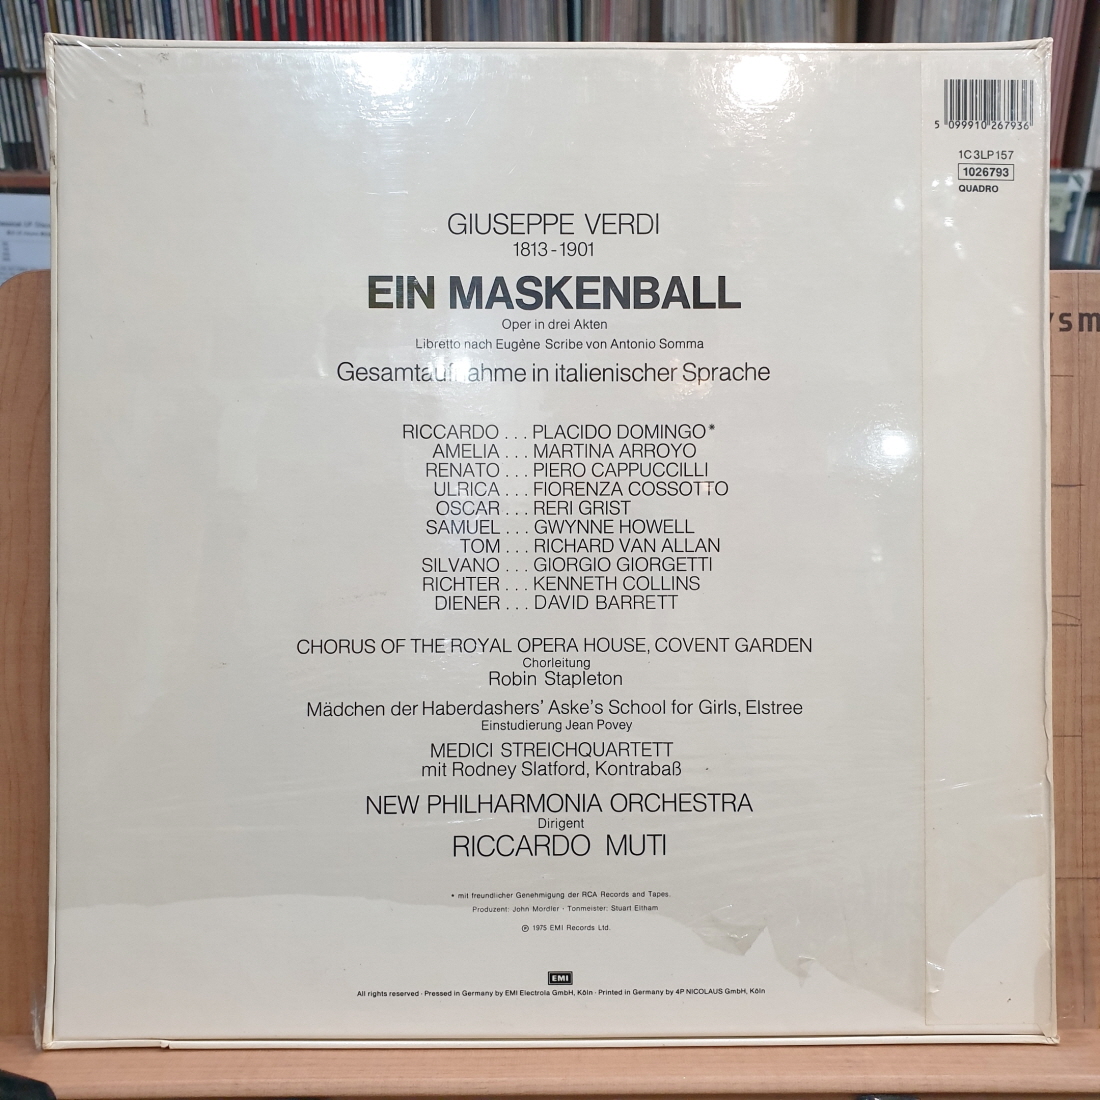 5 099910 267936
1C 3LP 157
1026793
QUADRO
GIUSEPPE VERDI
1813-1901
EIN MASKENBALL
Oper in drei Akten
Libretto nach Eugène Scribe von Antonio Somma
Gesamtaufnahme in italienischer Sprache
RICCARDO . . . PLACIDO DOMINGO*
AMELIA . . . MARTINA ARROYO
RENATO . . . PIERO CAPPUCCILLI
ULRICA . . . FIORENZA COSSOTTO
OSCAR . . . RERI GRIST
SAMUEL . . . GWYNNE HOWELL
TOM . . . RICHARD VAN ALLAN
SILVANO . . . GIORGIO GIORGETTI
RICHTER . . . KENNETH COLLINS
DIENER . . . DAVID BARRETT
CHORUS OF THE ROYAL OPERA HOUSE, COVENT GARDEN
Chorleitung
Robin Stapleton
Mädchen der Haberdashers' Aske's School for Girls, Elstree
Einstudierung Jean Povey
MEDICI STREICHQUARTETT
mit Rodney Slatford, Kontrabaß
NEW PHILHARMONIA ORCHESTRA
Dirigent
RICCARDO MUTI
* mit freundlicher Genehmigung der RCA Records and Tapes.
Produzent: John Mordler · Tonmeister: Stuart Eltham
℗ 1975 EMI Records Ltd.
EMI
All rights reserved · Pressed in Germany by EMI Electrola GmbH, Köln · Printed in Germany by 4P NICOLAUS GmbH, Köln